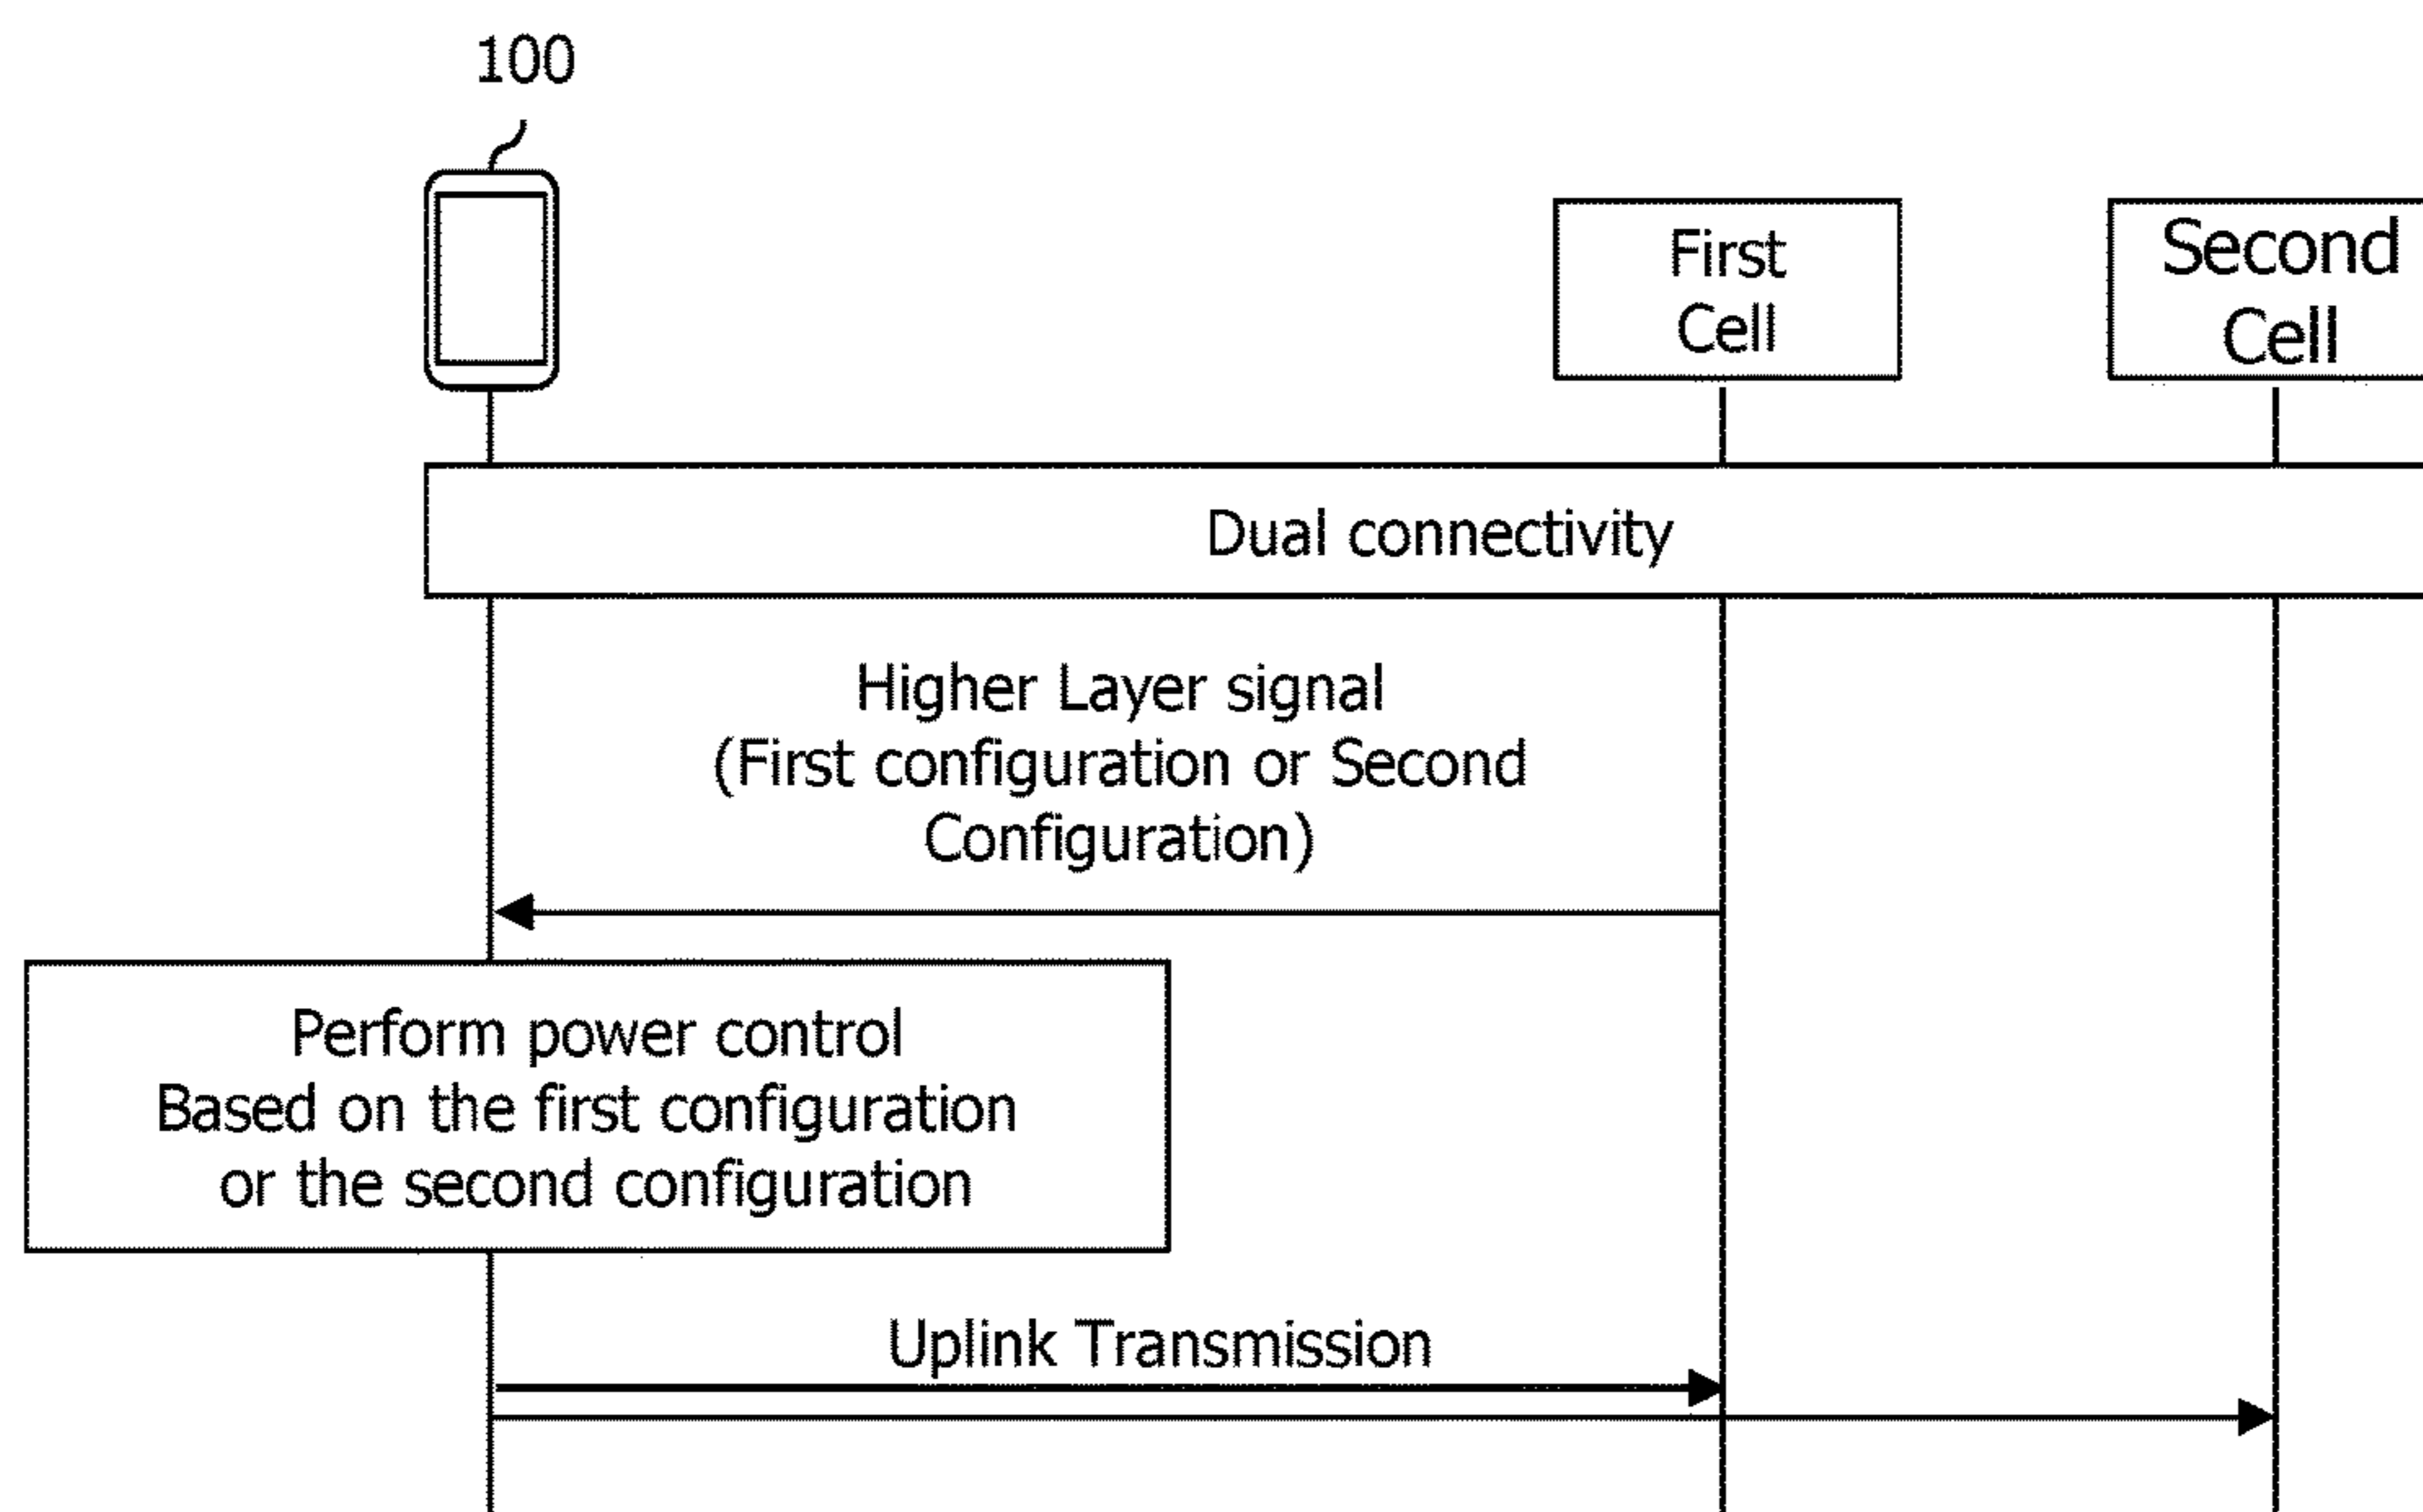 100
First
Cell
Second
Cell
Dual connectivity
Higher Layer signal
(First configuration or Second
Configuration)
Perform power control
Based on the first configuration
or the second configuration
Uplink Transmission